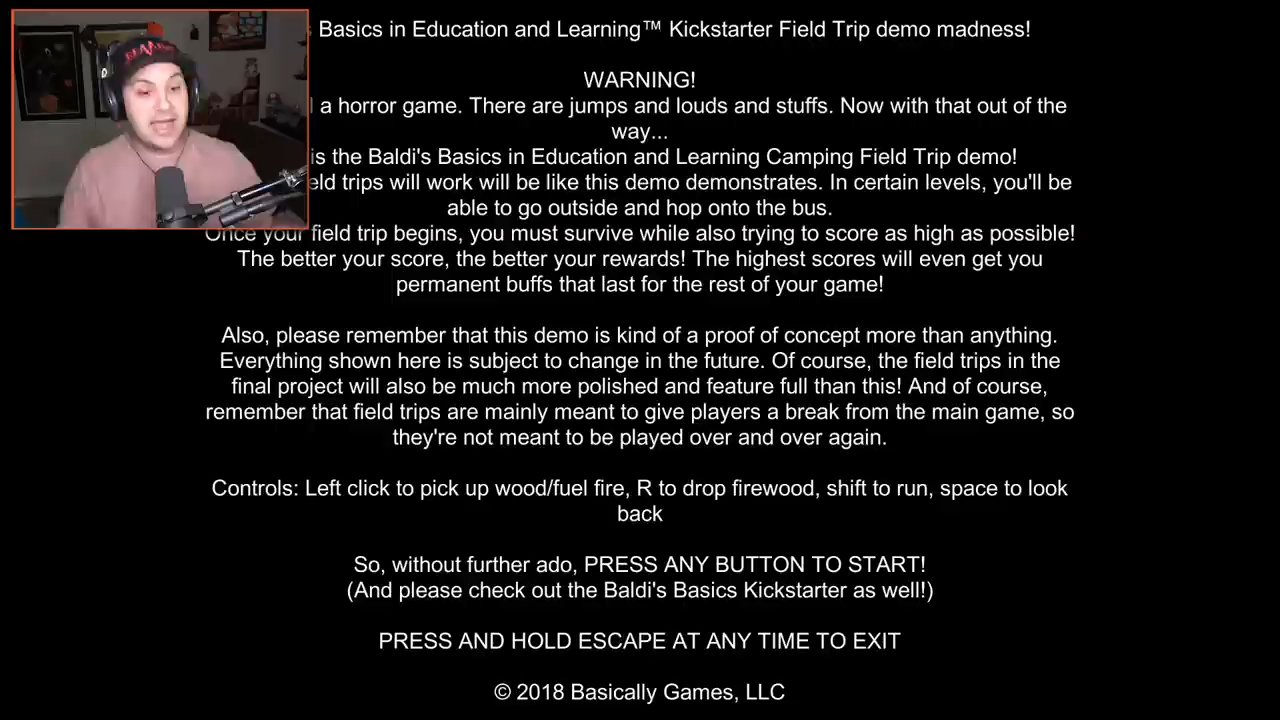 Basics in Education and Learning™ Kickstarter Field Trip demo madness!
WARNING!
a horror game. There are jumps and louds and stuffs. Now with that out of the
way...
is the Baldi's Basics in Education and Learning Camping Field Trip demo!
trips will work will be like this demo demonstrates. In certain levels, you'll be
able to go outside and hop onto the bus.
Once your field trip begins, you must survive while also trying to score as high as possible!
The better your score, the better your rewards! The highest scores will even get you
permanent buffs that last for the rest of your game!
Also, please remember that this demo is kind of a proof of concept more than anything.
Everything shown here is subject to change in the future. Of course, the field trips in the
final project will also be much more polished and feature full than this! And of course,
remember that field trips are mainly meant to give players a break from the main game, so
they're not meant to be played over and over again.
Controls: Left click to pick up wood/fuel fire, R to drop firewood, shift to run, space to look
back
So, without further ado, PRESS ANY BUTTON TO START!
(And please check out the Baldi's Basics Kickstarter as well!)
PRESS AND HOLD ESCAPE AT ANY TIME TO EXIT
© 2018 Basically Games, LLC